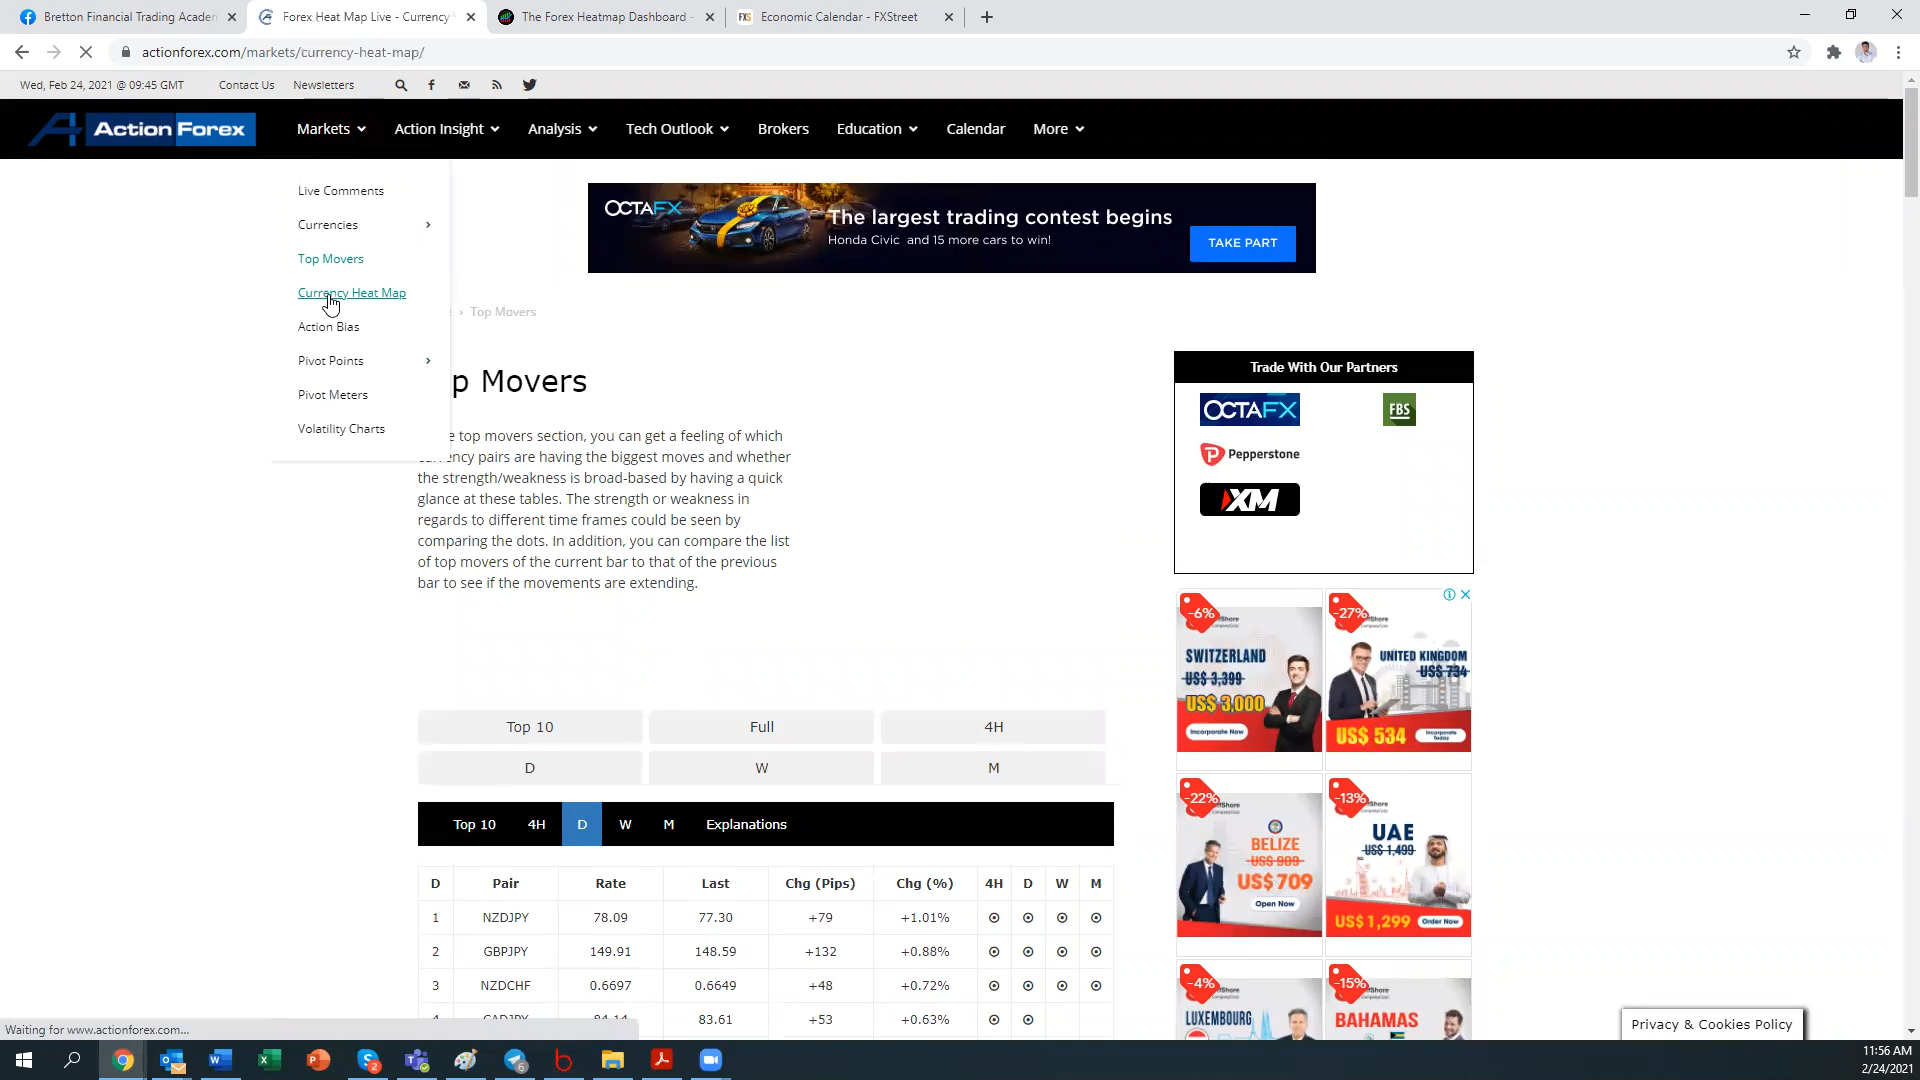 Bretton Financial Trading Acader
Forex Heat Map Live - Currency
The Forex Heatmap Dashboard -
FXS Economic Calendar - FXStreet
actionforex.com/markets/currency-heat-map/
Wed, Feb 24, 2021 @ 09:45 GMT Contact Us Newsletters
Action Forex Markets Action Insight Analysis Tech Outlook Brokers Education Calendar More
Live Comments
Currencies
Top Movers
Currency Heat Map
Action Bias
Pivot Points
Pivot Meters
Volatility Charts
OCTAFX The largest trading contest begins
Honda Civic and 15 more cars to win!
TAKE PART
› Top Movers
p Movers
e top movers section, you can get a feeling of which
currency pairs are having the biggest moves and whether
the strength/weakness is broad-based by having a quick
glance at these tables. The strength or weakness in
regards to different time frames could be seen by
comparing the dots. In addition, you can compare the list
of top movers of the current bar to that of the previous
bar to see if the movements are extending.
Trade With Our Partners
OCTAFX FBS
Pepperstone
XM
Top 10 Full 4H
D W M
Top 10 4H D W M Explanations
D Pair Rate Last Chg (Pips) Chg (%) 4H D W M
1 NZDJPY 78.09 77.30 +79 +1.01%
2 GBPJPY 149.91 148.59 +132 +0.88%
3 NZDCHF 0.6697 0.6649 +48 +0.72%
4 CADJPY 84.14 83.61 +53 +0.63%
-6%
SWITZERLAND
US$ 3,399
US$ 3,000
Incorporate Now
-27%
UNITED KINGDOM
US$ 734
US$ 534
Incorporate Today
-22%
BELIZE
US$ 909
US$709
Open Now
-13%
UAE
US$ 1,499
US$ 1,299
Order Now
-4%
LUXEMBOURG
-15%
BAHAMAS
Waiting for www.actionforex.com...
Privacy & Cookies Policy
11:56 AM
2/24/2021